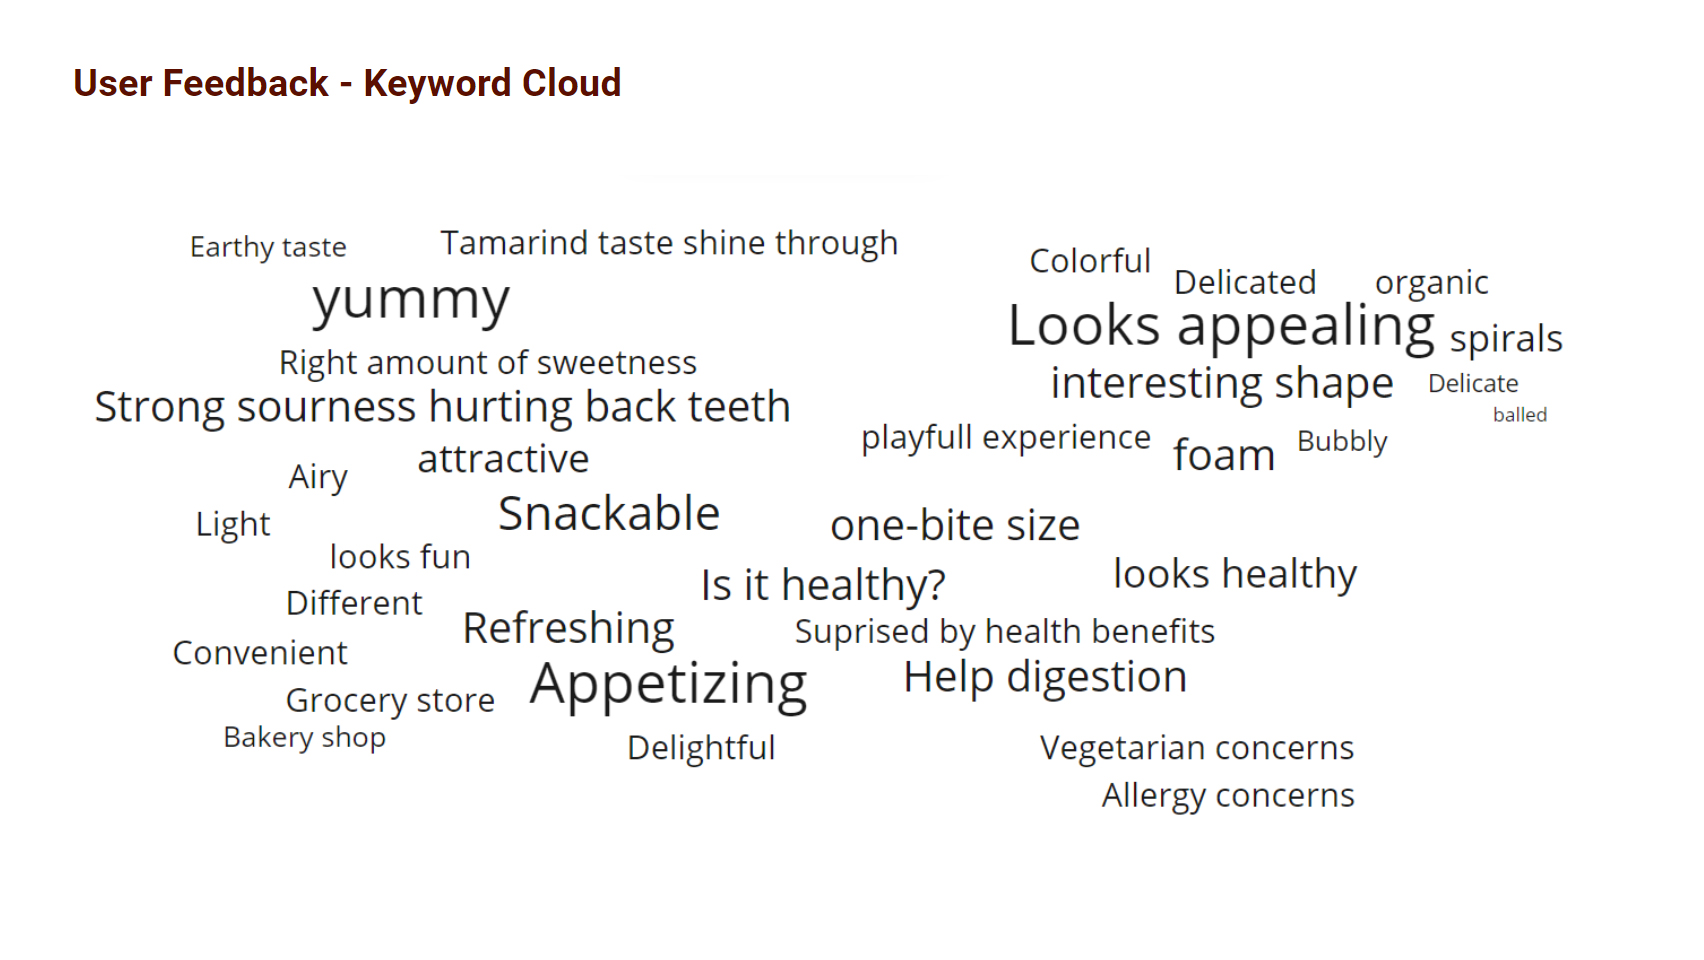 User Feedback - Keyword Cloud
Earthy taste
Tamarind taste shine through
yummy
Right amount of sweetness
Strong sourness hurting back teeth
attractive
Airy
Light
Snackable
looks fun
Different
Refreshing
Convenient
Appetizing
Grocery store
Bakery shop
Delightful
Colorful
Delicated
organic
Looks appealing
spirals
interesting shape
Delicate
balled
playfull experience
foam
Bubbly
one-bite size
Is it healthy?
looks healthy
Suprised by health benefits
Help digestion
Vegetarian concerns
Allergy concerns